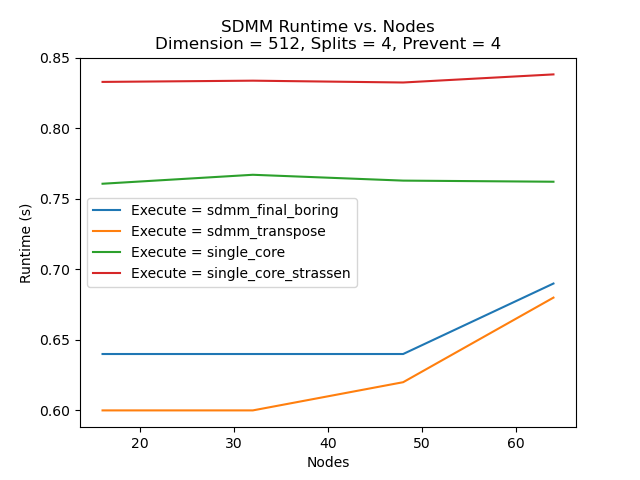 SDMM Runtime vs. Nodes
Dimension = 512, Splits = 4, Prevent = 4
0.85
0.80
0.75
0.70
0.65
0.60
Runtime (s)
Execute = sdmm_final_boring
Execute = sdmm_transpose
Execute = single_core
Execute = single_core_strassen
20 30 40 50 60
Nodes